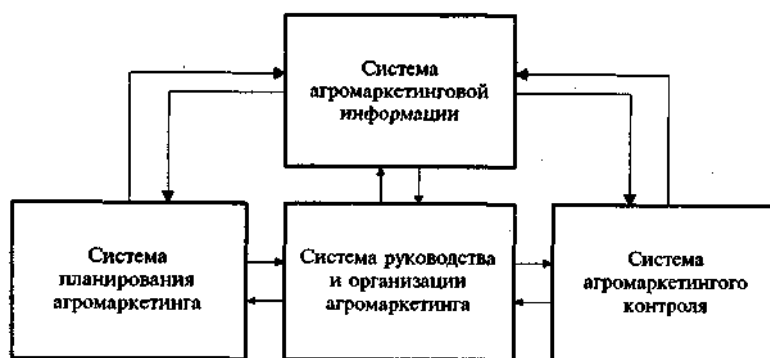 Система
агромаркетинговой
информации
Система
планирования
агромаркетинга
Система руководства
и организации
агромаркетинга
Система
агромаркетингого
контроля